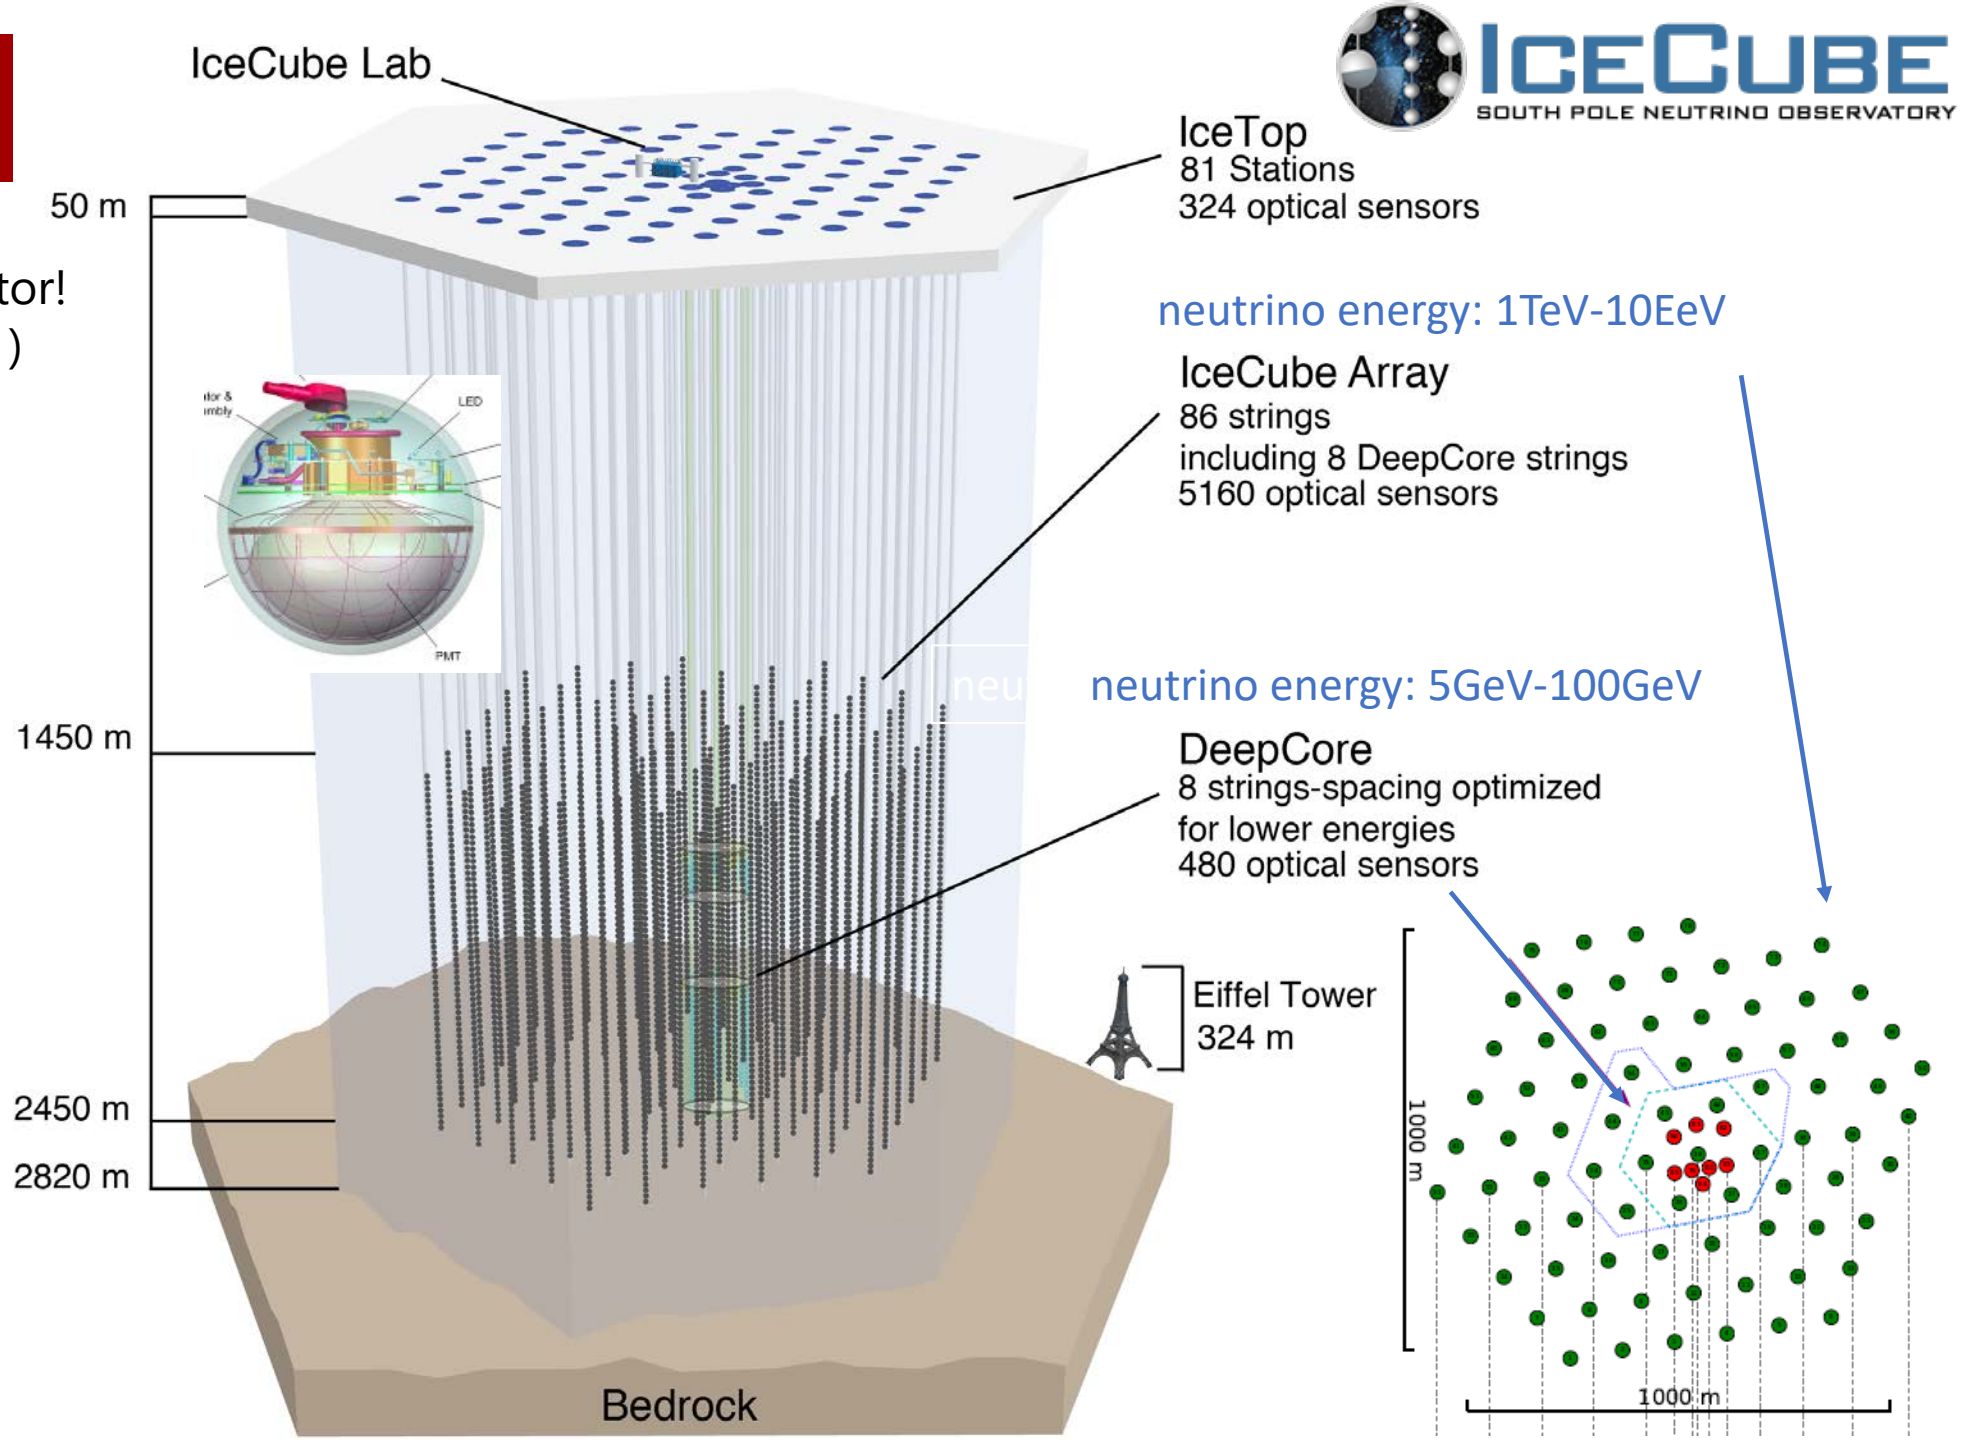 IceCube Lab
ICECUBE
SOUTH POLE NEUTRINO OBSERVATORY
IceTop
81 Stations
324 optical sensors
50 m
tor!
)
neutrino energy: 1TeV-10EeV
IceCube Array
86 strings
including 8 DeepCore strings
5160 optical sensors
LED
PMT
neu
neutrino energy: 5GeV-100GeV
1450 m
DeepCore
8 strings-spacing optimized
for lower energies
480 optical sensors
Eiffel Tower
324 m
2450 m
2820 m
1000 m
1000 m
Bedrock